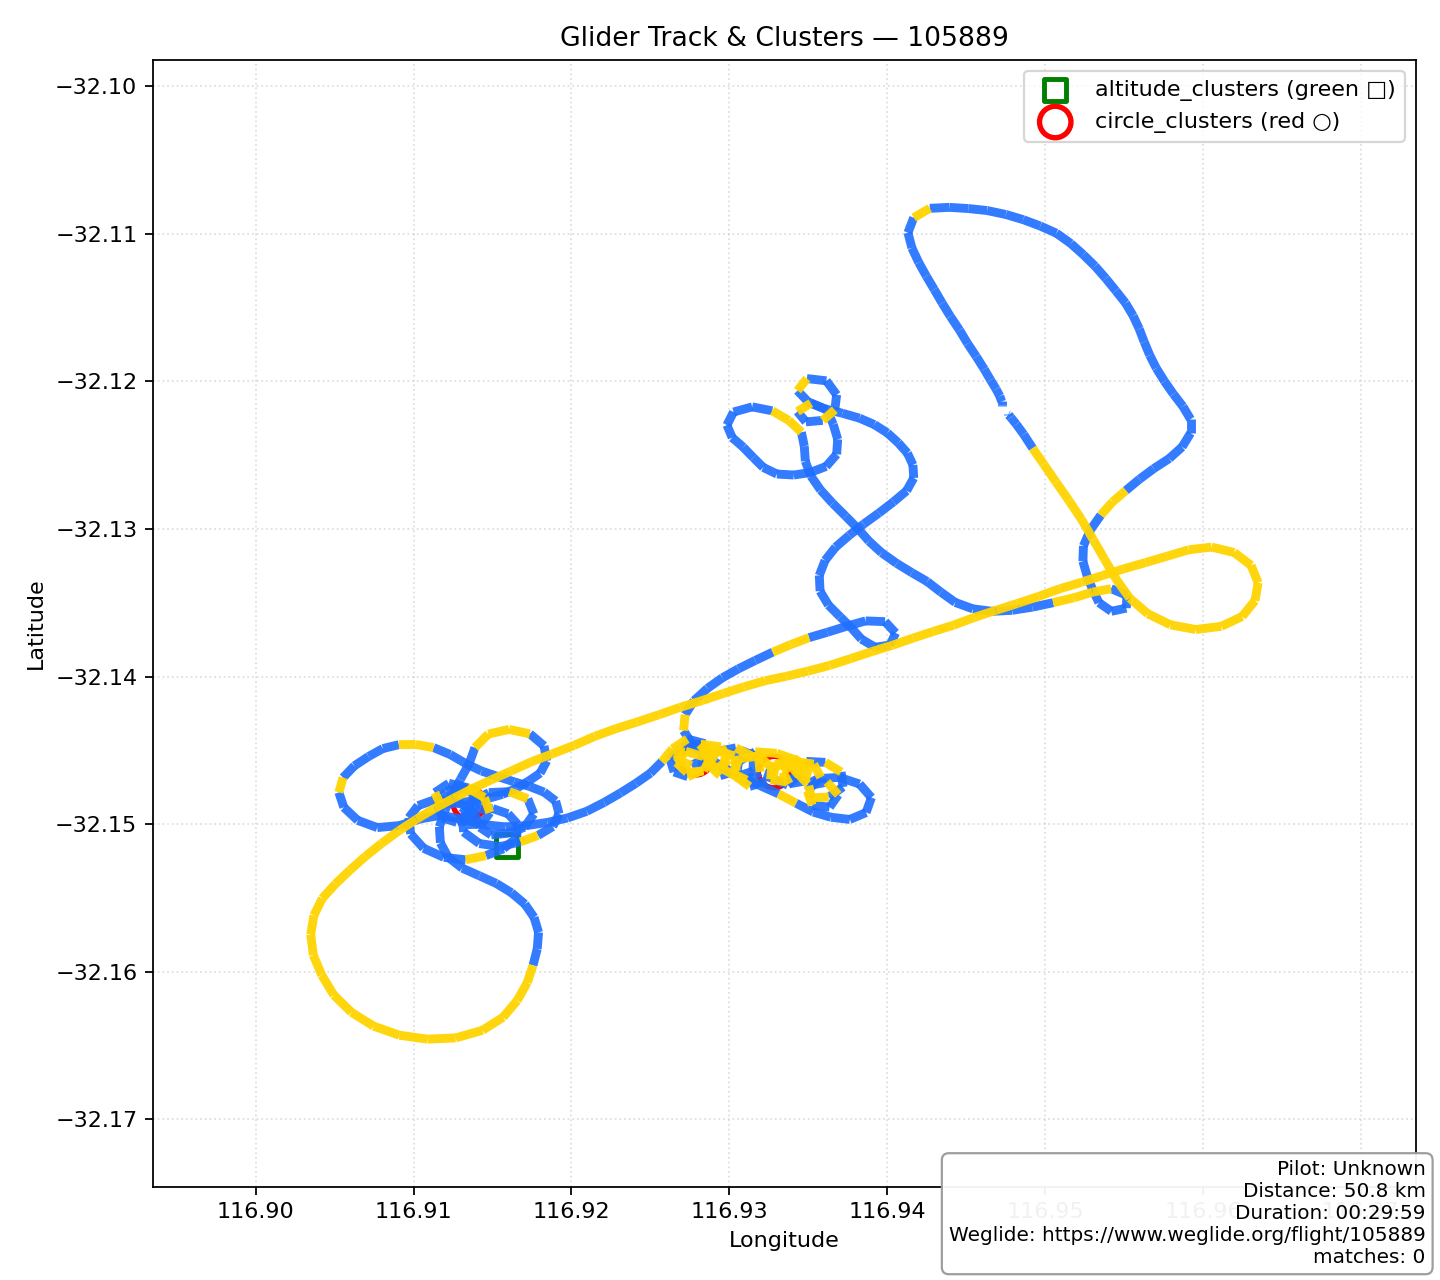 Glider Track & Clusters — 105889
altitude_clusters (green □)
circle_clusters (red ○)
−32.10
−32.11
−32.12
−32.13
−32.14
−32.15
−32.16
−32.17
Latitude
116.90
116.91
116.92
116.93
116.94
116.95
Longitude
Pilot: Unknown
Distance: 50.8 km
Duration: 00:29:59
Weglide: https://www.weglide.org/flight/105889
matches: 0